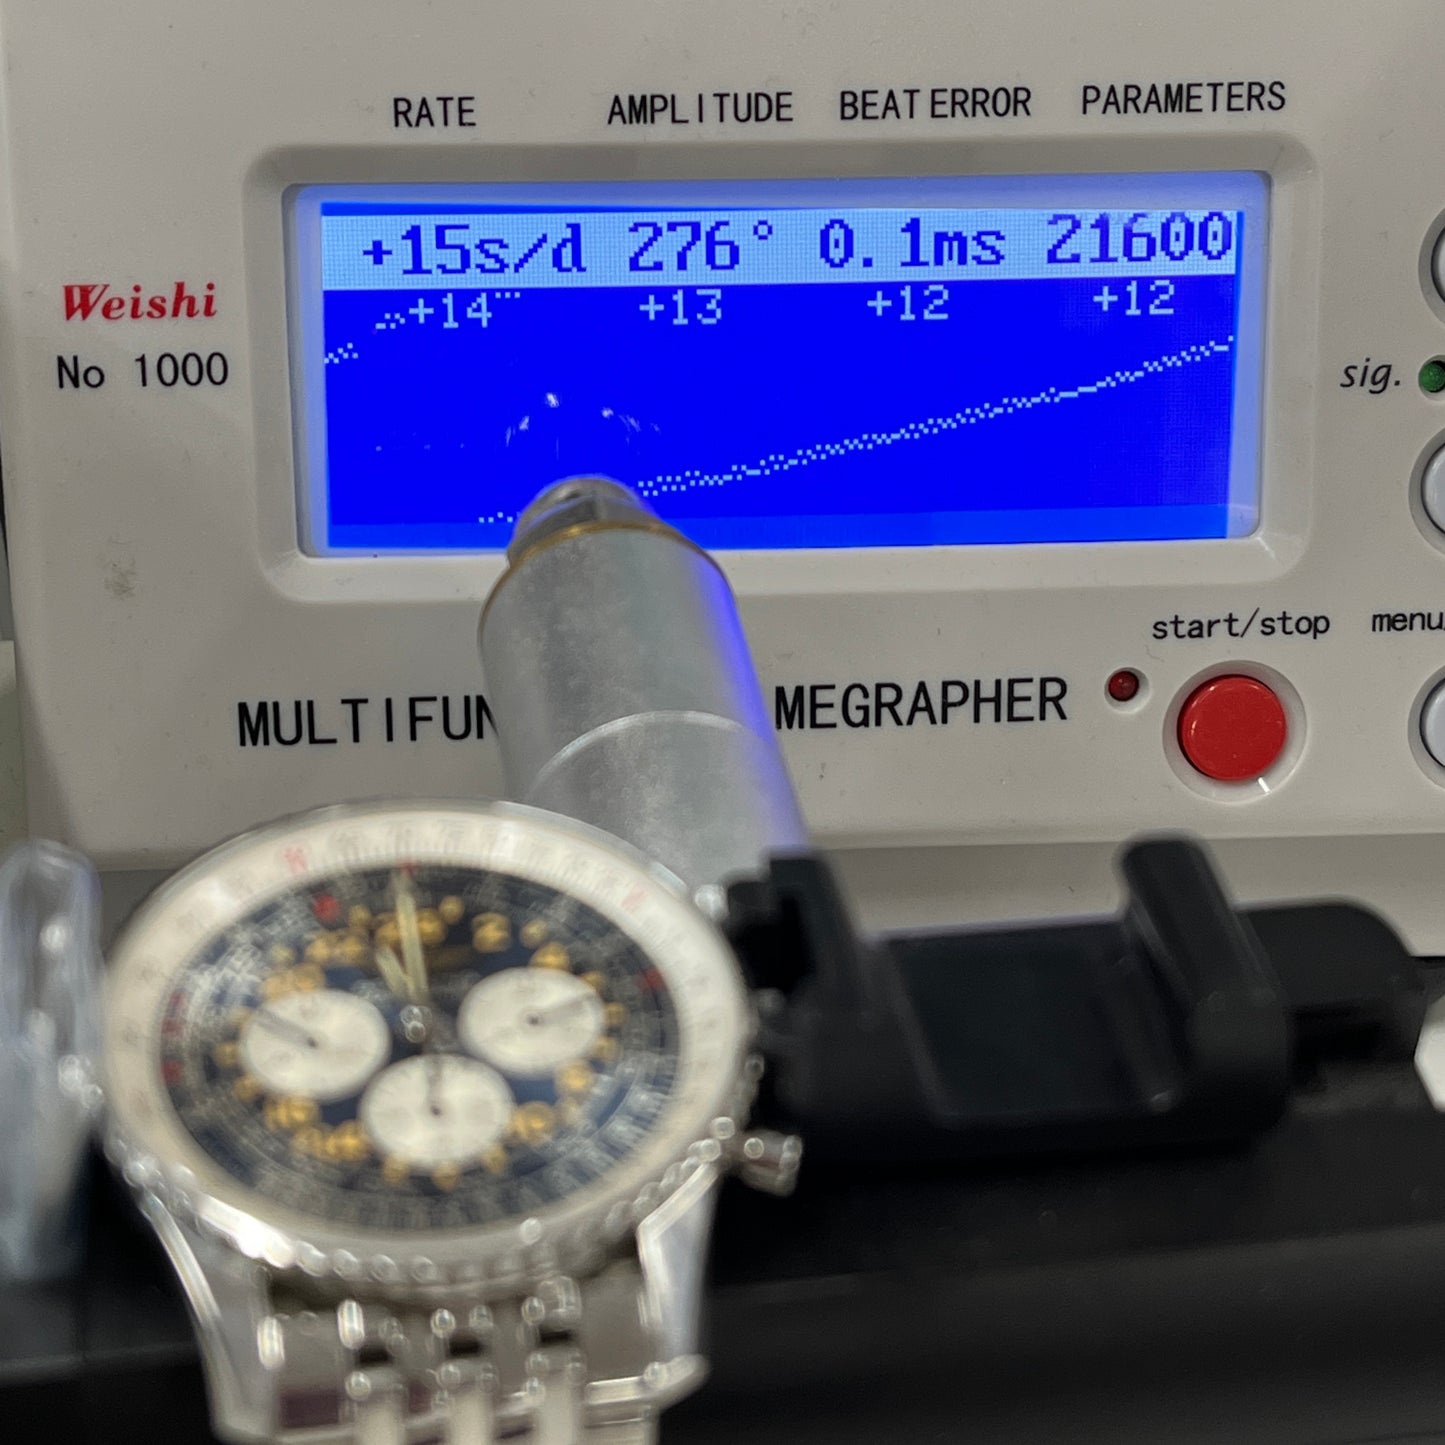 RATE AMPLITUDE BEAT ERROR PARAMETERS
+15s/d 276° 0.1ms 21600
+14 +13 +12 +12
Weishi
No 1000
sig.
start/stop menu/
MULTIFUN MEGRAPHER